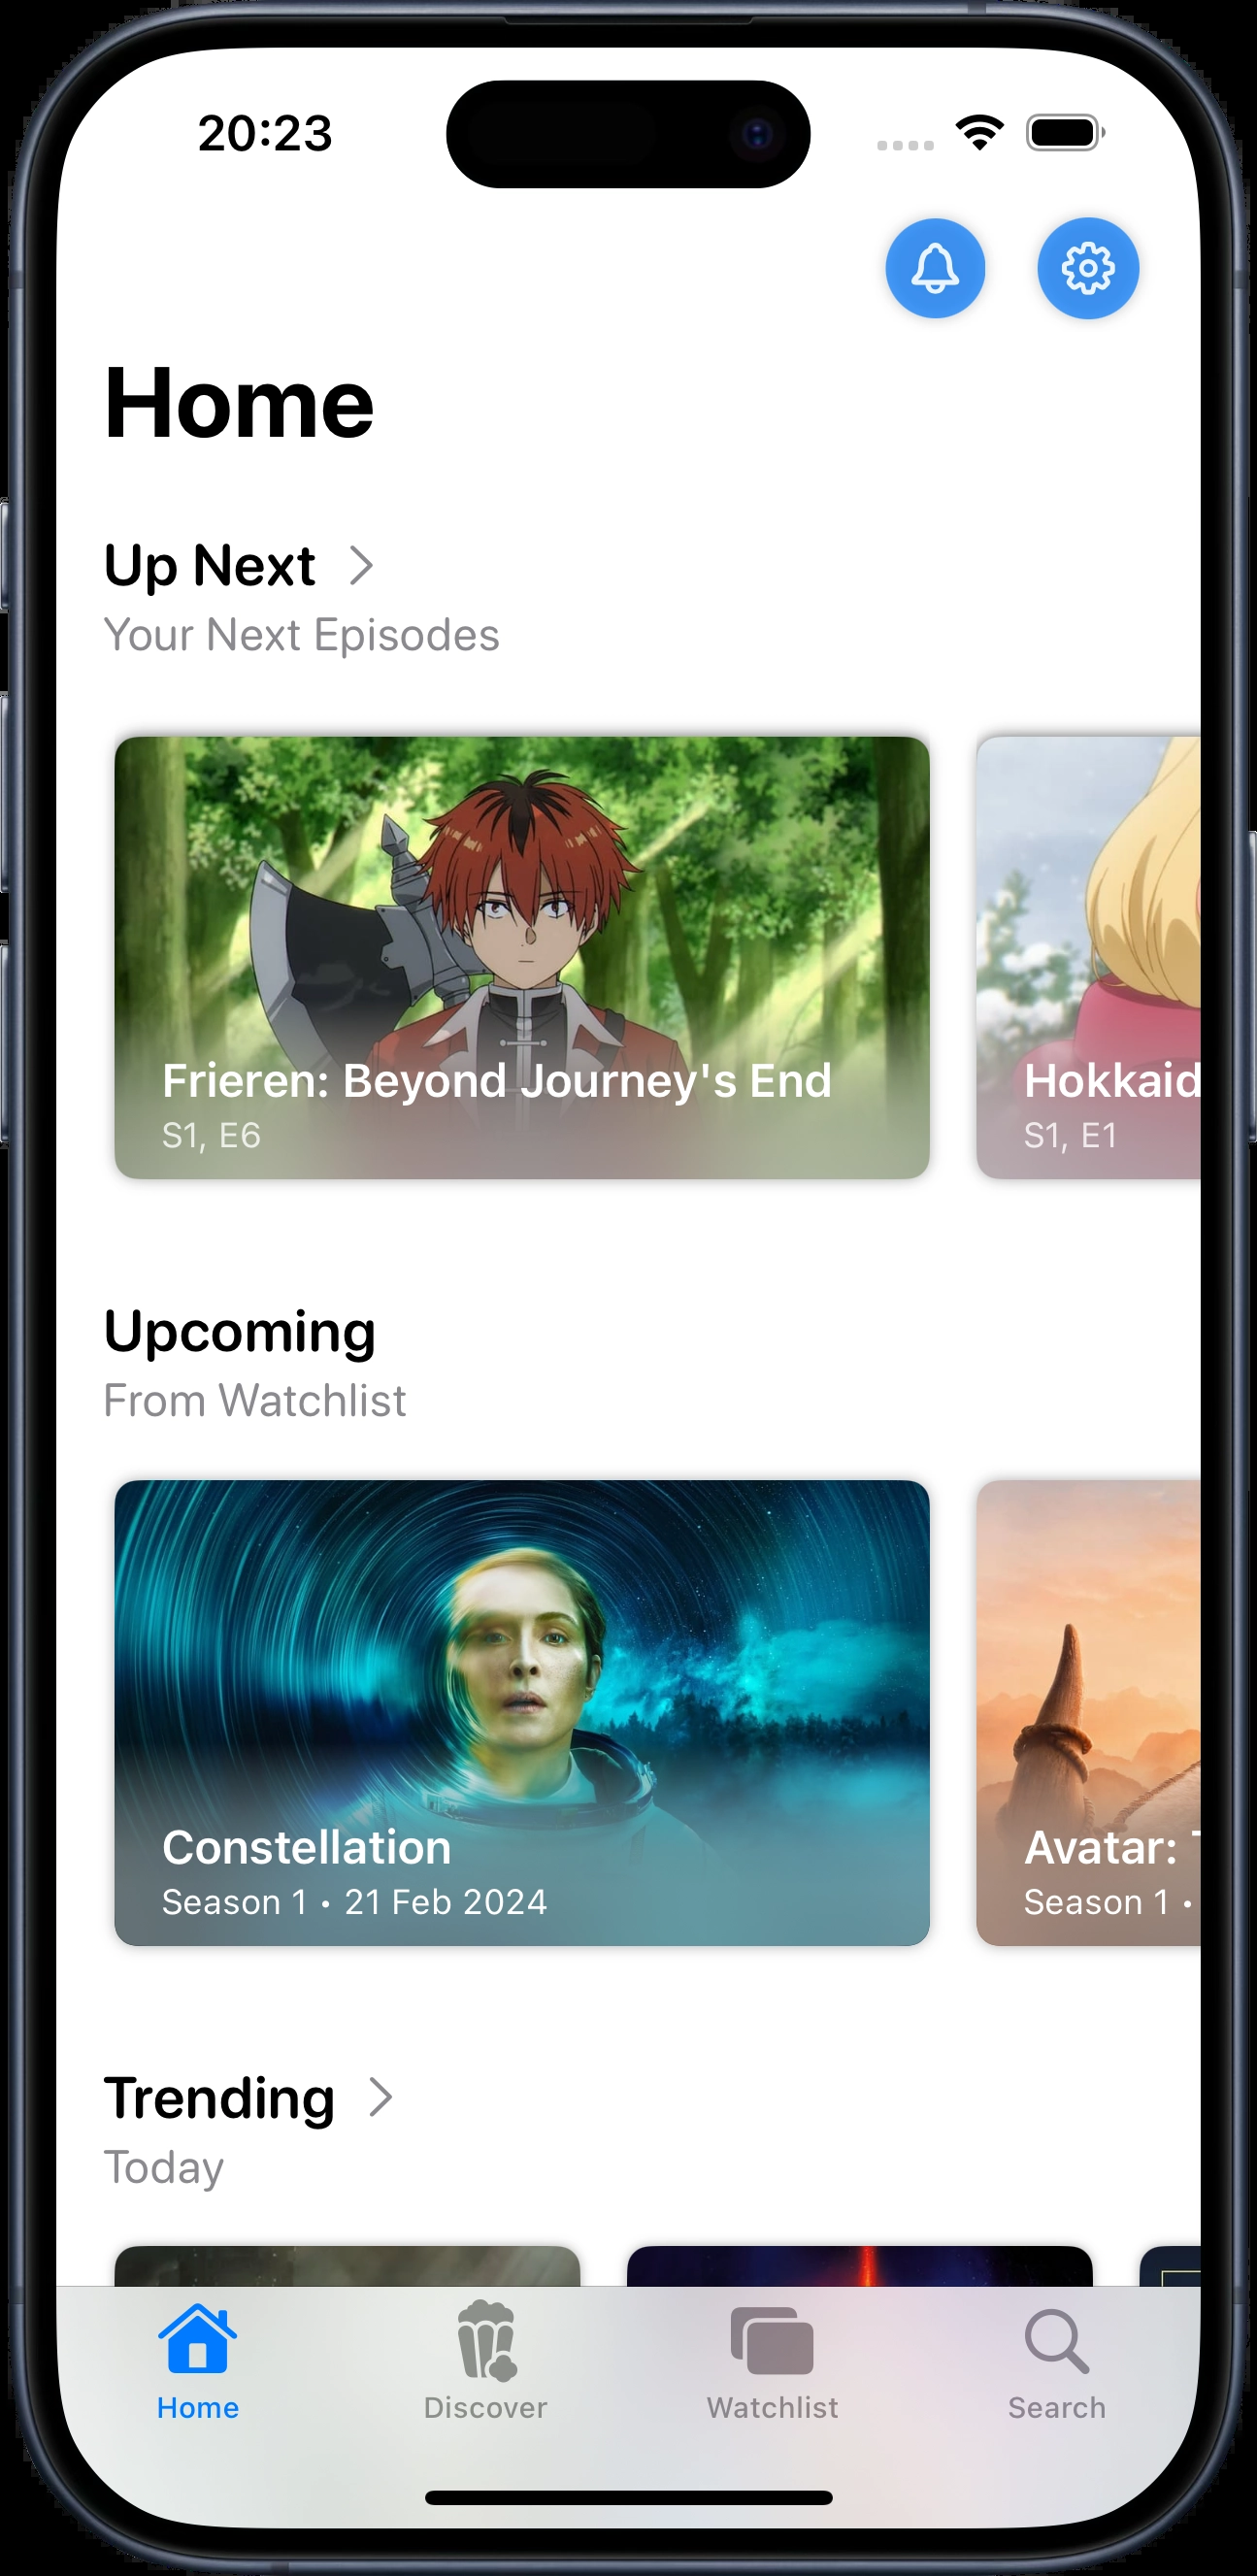 20:23
Home
Up Next
Your Next Episodes
Frieren: Beyond Journey's End
S1, E6
Hokkaid
S1, E1
Upcoming
From Watchlist
Constellation
Season 1 • 21 Feb 2024
Avatar:
Season 1 •
Trending
Today
Home
Discover
Watchlist
Search